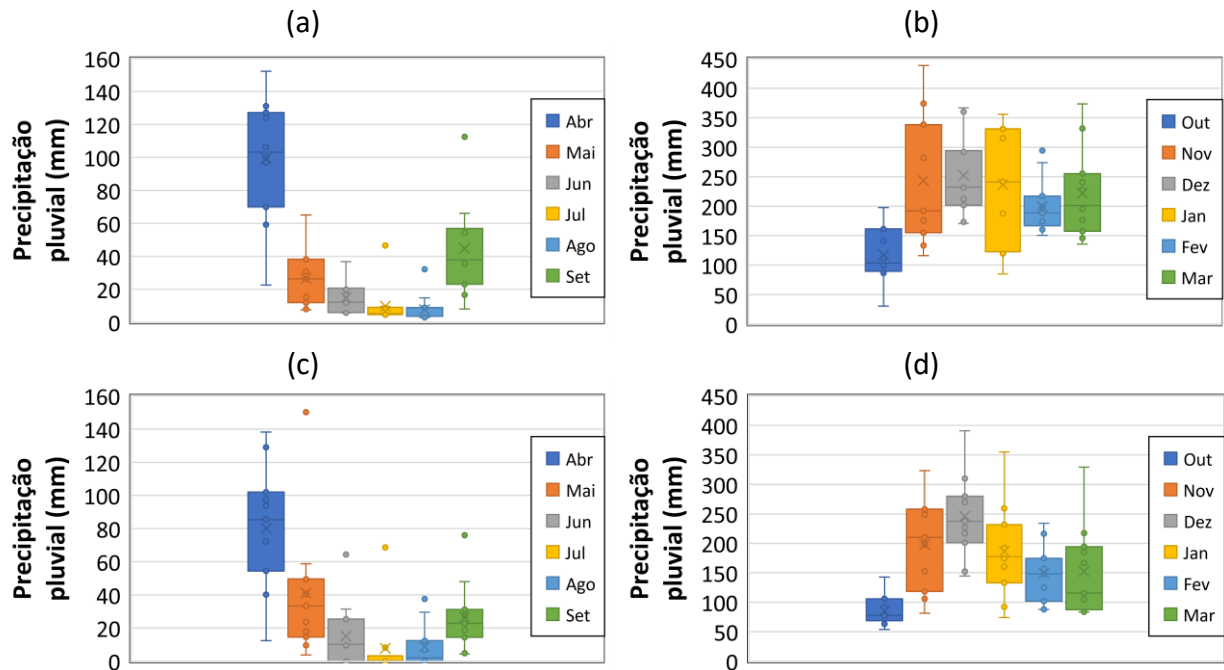 (a)
Precipitação
pluvial (mm)
160
140
120
100
80
60
40
20
0
Abr
Mai
Jun
Jul
Ago
Set
(b)
Precipitação
pluvial (mm)
450
400
350
300
250
200
150
100
50
0
Out
Nov
Dez
Jan
Fev
Mar
(c)
Precipitação
pluvial (mm)
160
140
120
100
80
60
40
20
0
Abr
Mai
Jun
Jul
Ago
Set
(d)
Precipitação
pluvial (mm)
450
400
350
300
250
200
150
100
50
0
Out
Nov
Dez
Jan
Fev
Mar